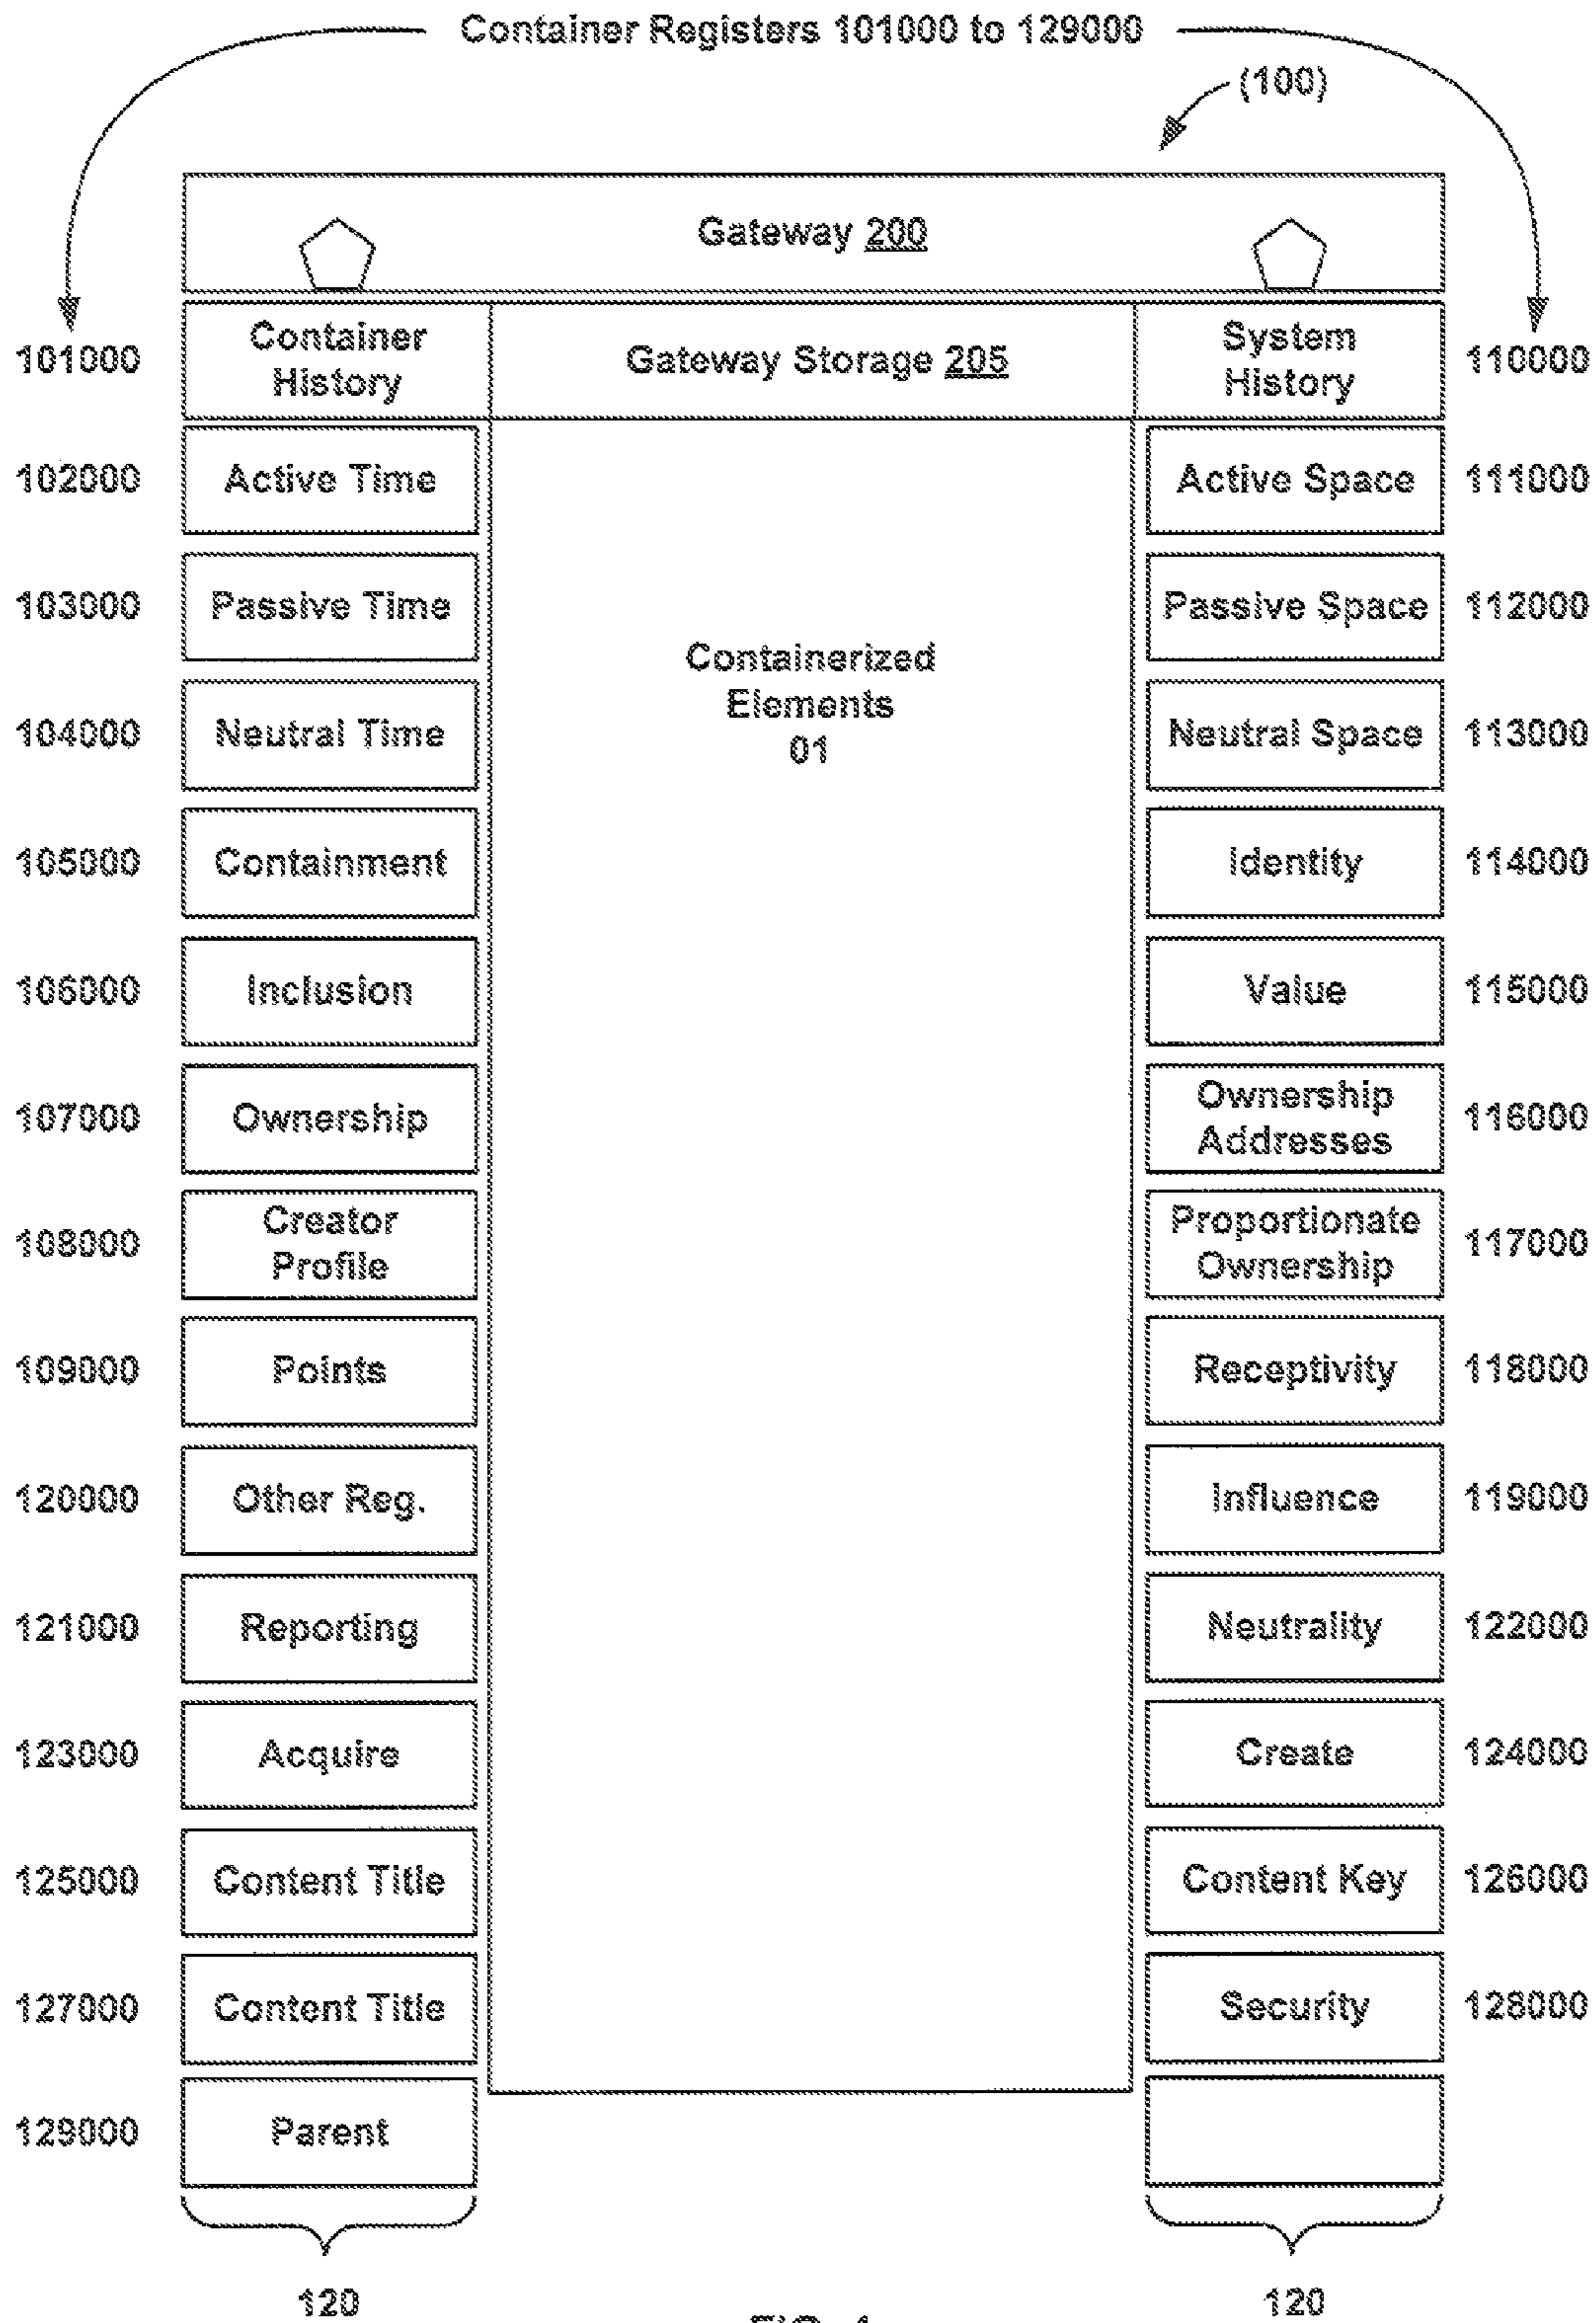 Container Registers 101000 to 129000
(100)
Gateway 200
101000
Container
History
Gateway Storage 205
System
History
110000
102000
Active Time
Active Space
111000
103000
Passive Time
Passive Space
112000
Containerized
Elements
01
104000
Neutral Time
Neutral Space
113000
105000
Containment
Identity
114000
106000
Inclusion
Value
115000
107000
Ownership
Ownership
Addresses
116000
108000
Creator
Profile
Proportionate
Ownership
117000
109000
Points
Receptivity
118000
120000
Other Reg.
Influence
119000
121000
Reporting
Neutrality
122000
123000
Acquire
Create
124000
125000
Content Title
Content Key
126000
127000
Content Title
Security
128000
129000
Parent
120
120